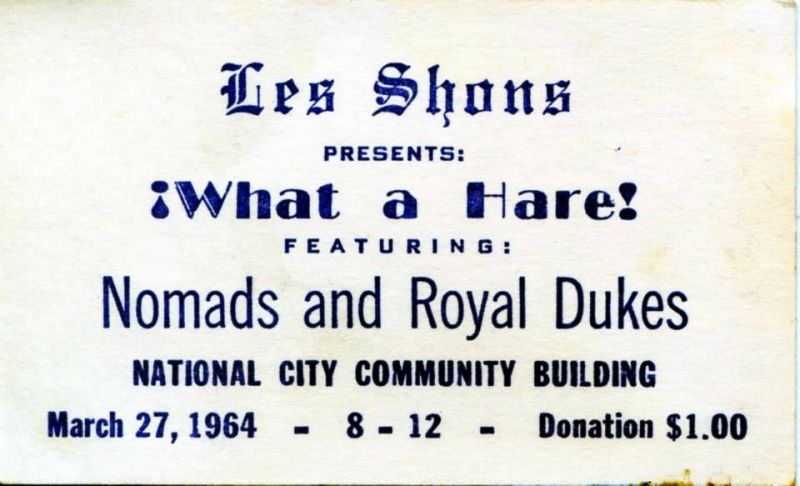 Les Shons
PRESENTS:
¡What a Hare!
FEATURING:
Nomads and Royal Dukes
NATIONAL CITY COMMUNITY BUILDING
March 27, 1964 - 8 - 12 - Donation $1.00